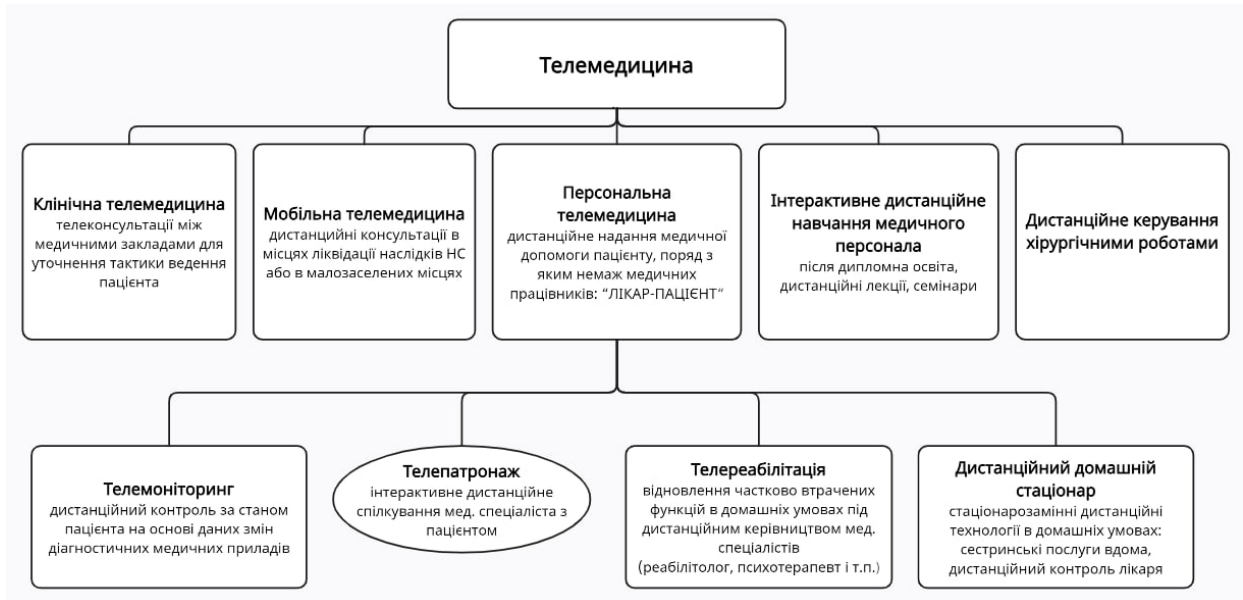 Телемедицина
Клінічна телемедицина
телеконсультації між
медичними закладами для
уточнення тактики ведення
пацієнта
Мобільна телемедицина
дистанцийні консультації в
місцях ліквідації наслідків НС
або в малозаселених місцях
Персональна
телемедицина
дистанційне надання медичної
допомоги пацієнту, поряд з
яким немаж медичних
працівників: “ЛІКАР-ПАЦІЄНТ“
Інтерактивне дистанційне
навчання медичного
персонала
після дипломна освіта,
дистанційні лекції, семінари
Дистанційне керування
хірургічними роботами
Телемоніторинг
дистанційний контроль за станом
пацієнта на основі даних змін
діагностичних медичних приладів
Телепатронаж
інтерактивне дистанційне
спілкування мед. спеціаліста з
пацієнтом
Телереабілітація
відновлення частково втрачених
функцій в домашніх умовах під
дистанційним керівництвом мед.
спеціалістів
(реабілітолог, психотерапевт і т.п.)
Дистанційний домашній
стаціонар
стаціонарозамінні дистанційні
технології в домашніх умовах:
сестринські послуги вдома,
дистанційний контроль лікаря